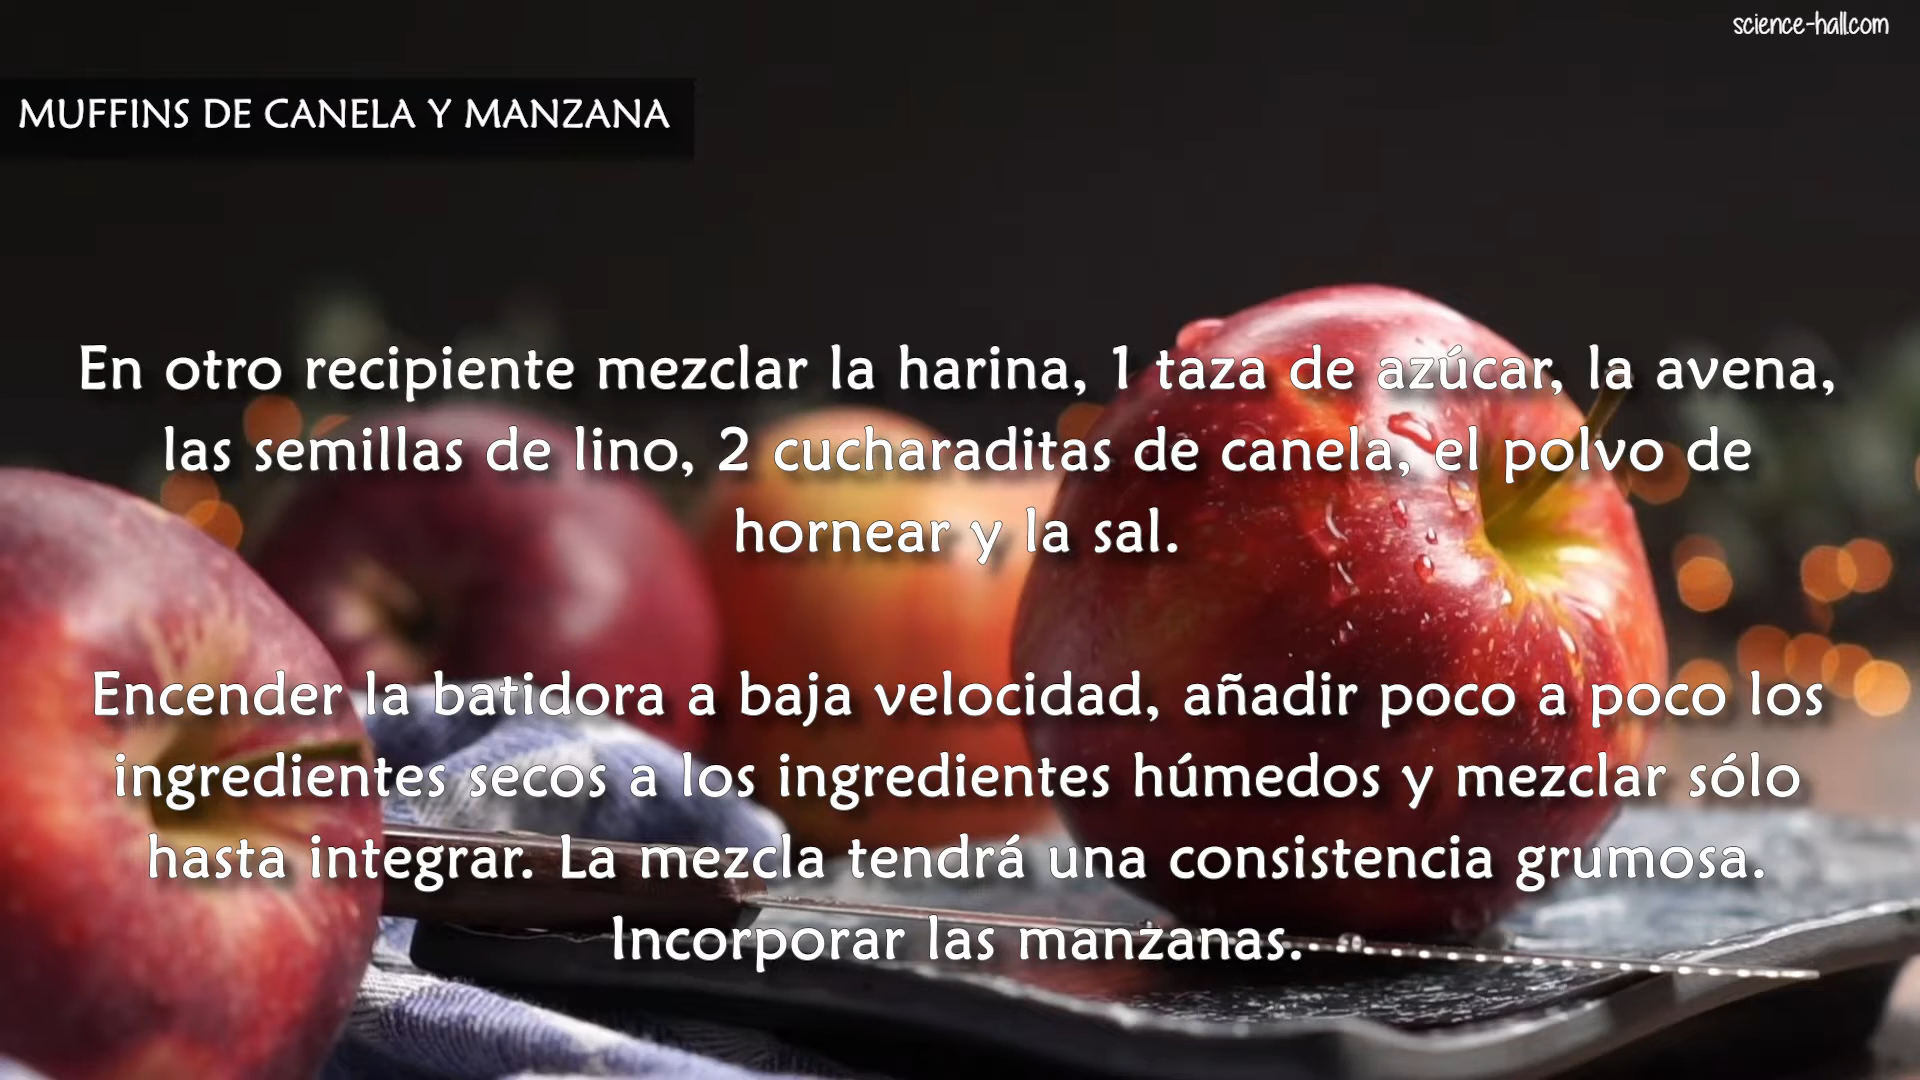 science-hall.com
MUFFINS DE CANELA Y MANZANA
En otro recipiente mezclar la harina, 1 taza de azúcar, la avena,
las semillas de lino, 2 cucharaditas de canela, el polvo de
hornear y la sal.
Encender la batidora a baja velocidad, añadir poco a poco los
ingredientes secos a los ingredientes húmedos y mezclar sólo
hasta integrar. La mezcla tendrá una consistencia grumosa.
Incorporar las manzanas.